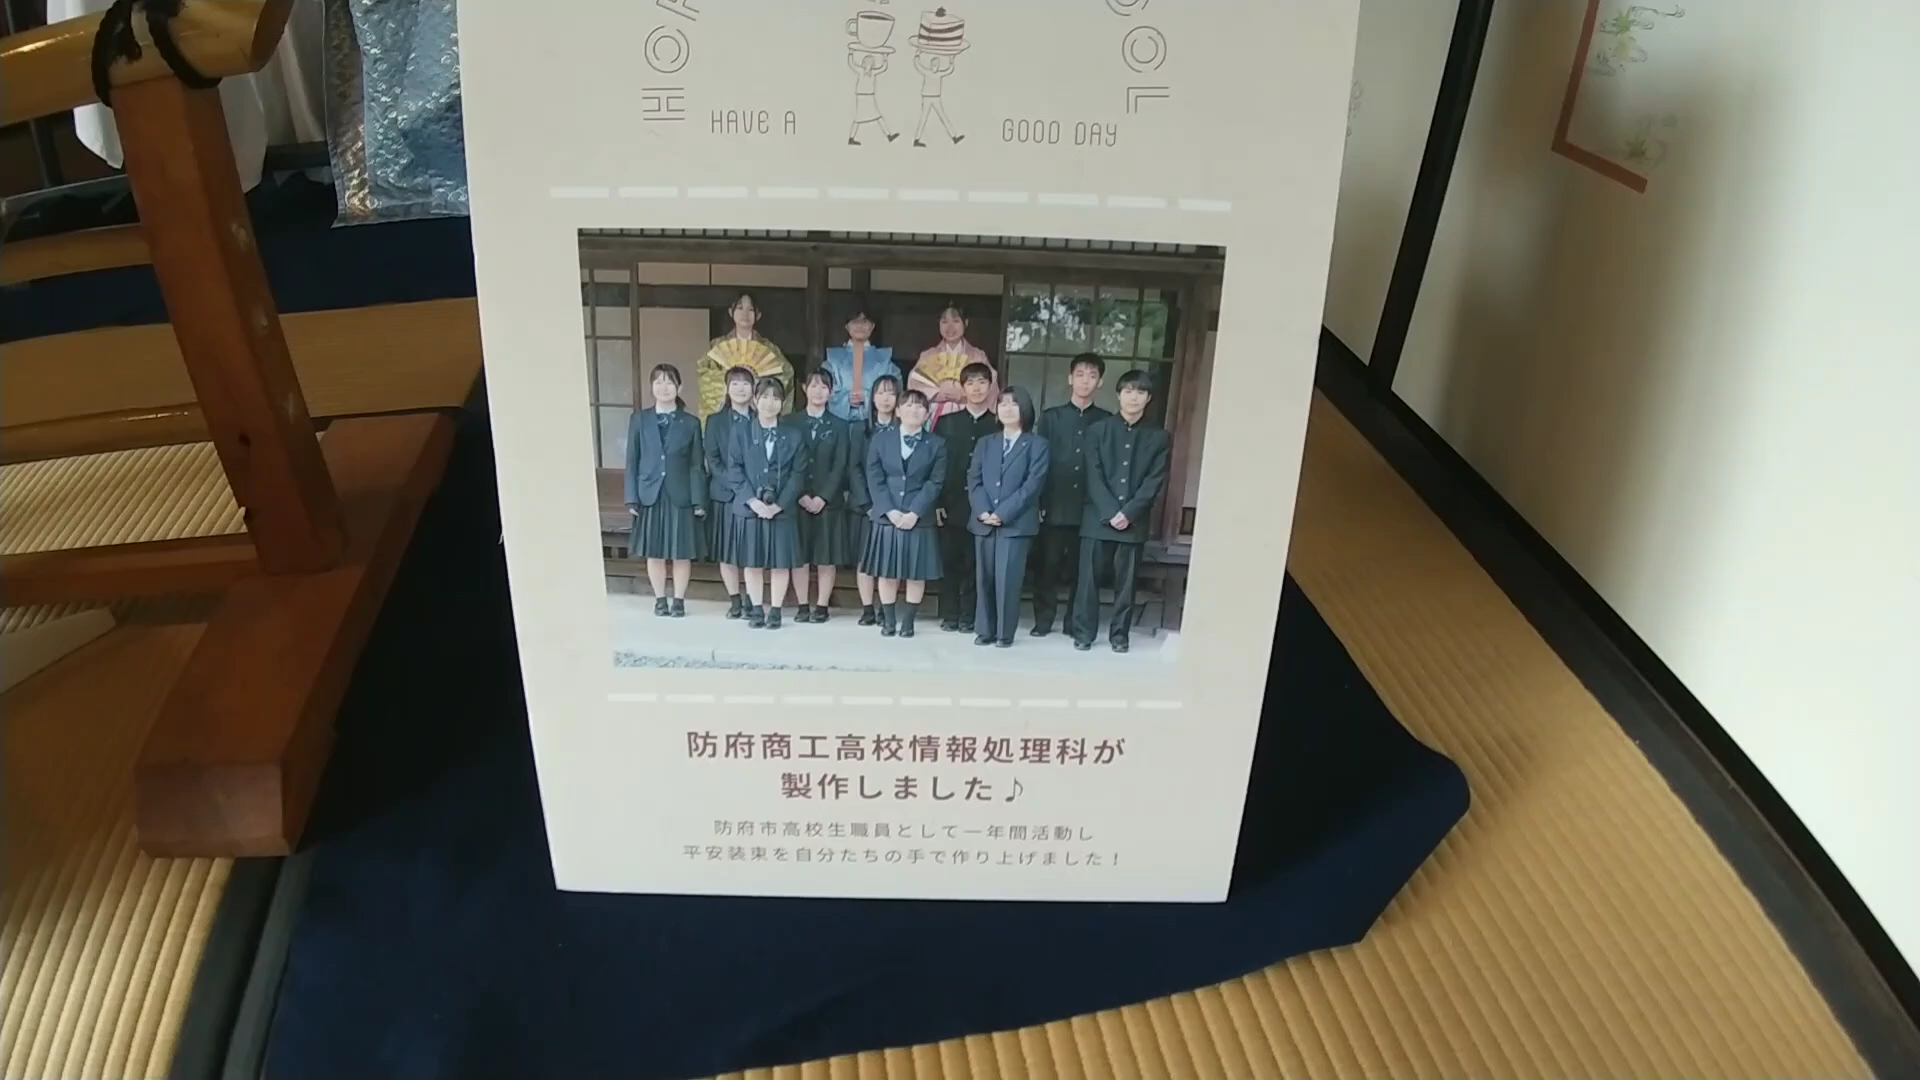 HAVE A GOOD DAY
防府商工高校情報処理科が
製作しました♪
防府市高校生職員として一年間活動し
平安装束を自分たちの手で作り上げました！